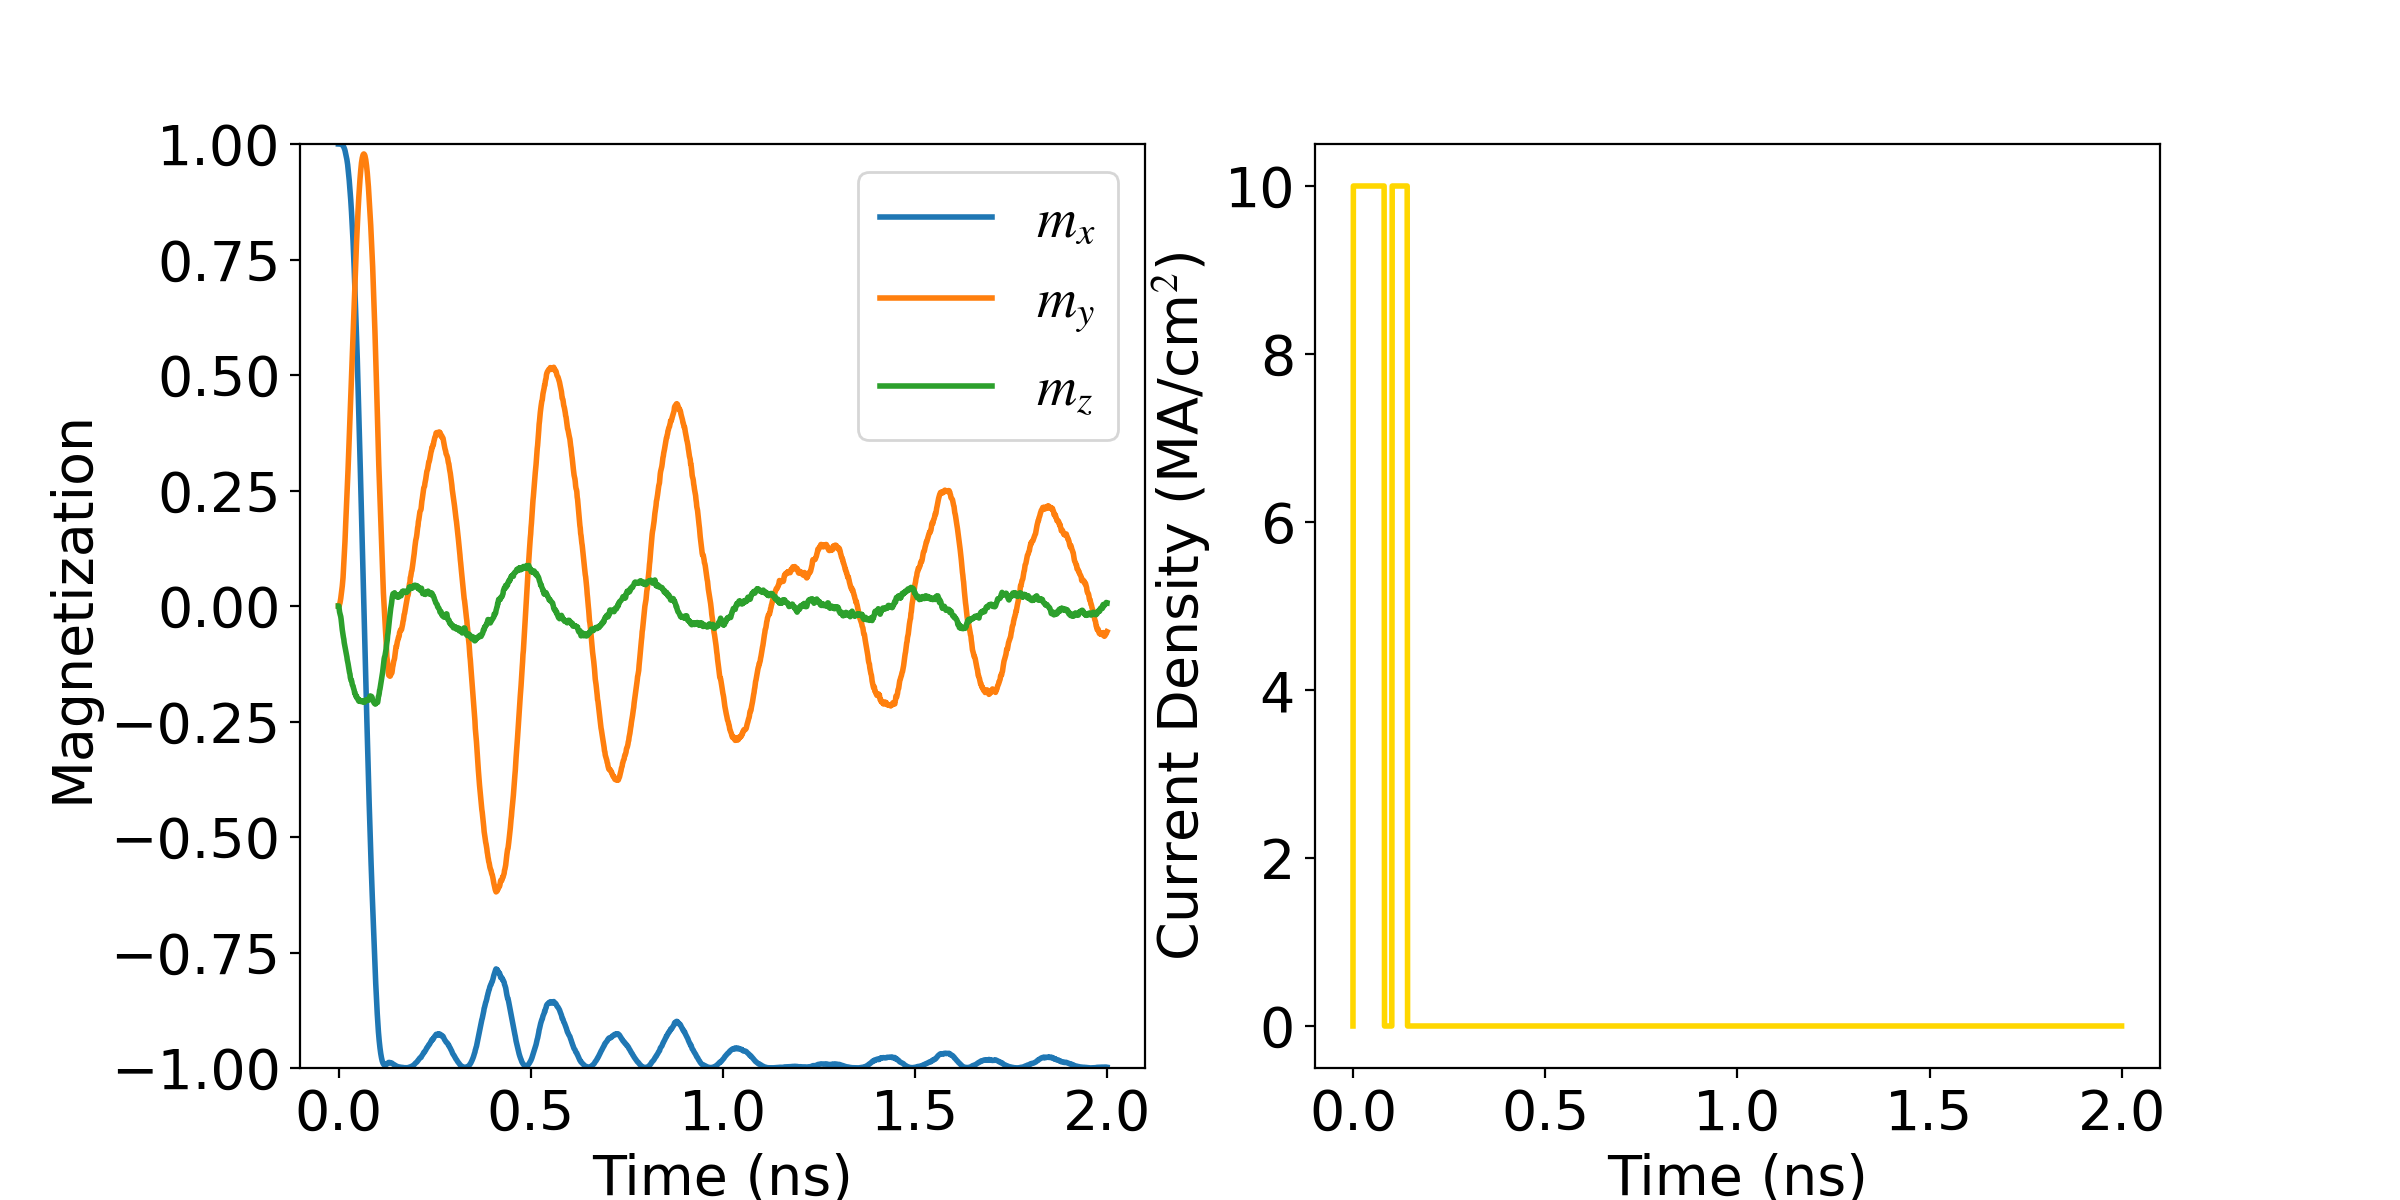 Magnetization
1.00
0.75
0.50
0.25
0.00
−0.25
−0.50
−0.75
−1.00
0.0 0.5 1.0 1.5 2.0
Time (ns)
m_x
m_y
m_z
Current Density (MA/cm²)
10
8
6
4
2
0
0.0 0.5 1.0 1.5 2.0
Time (ns)